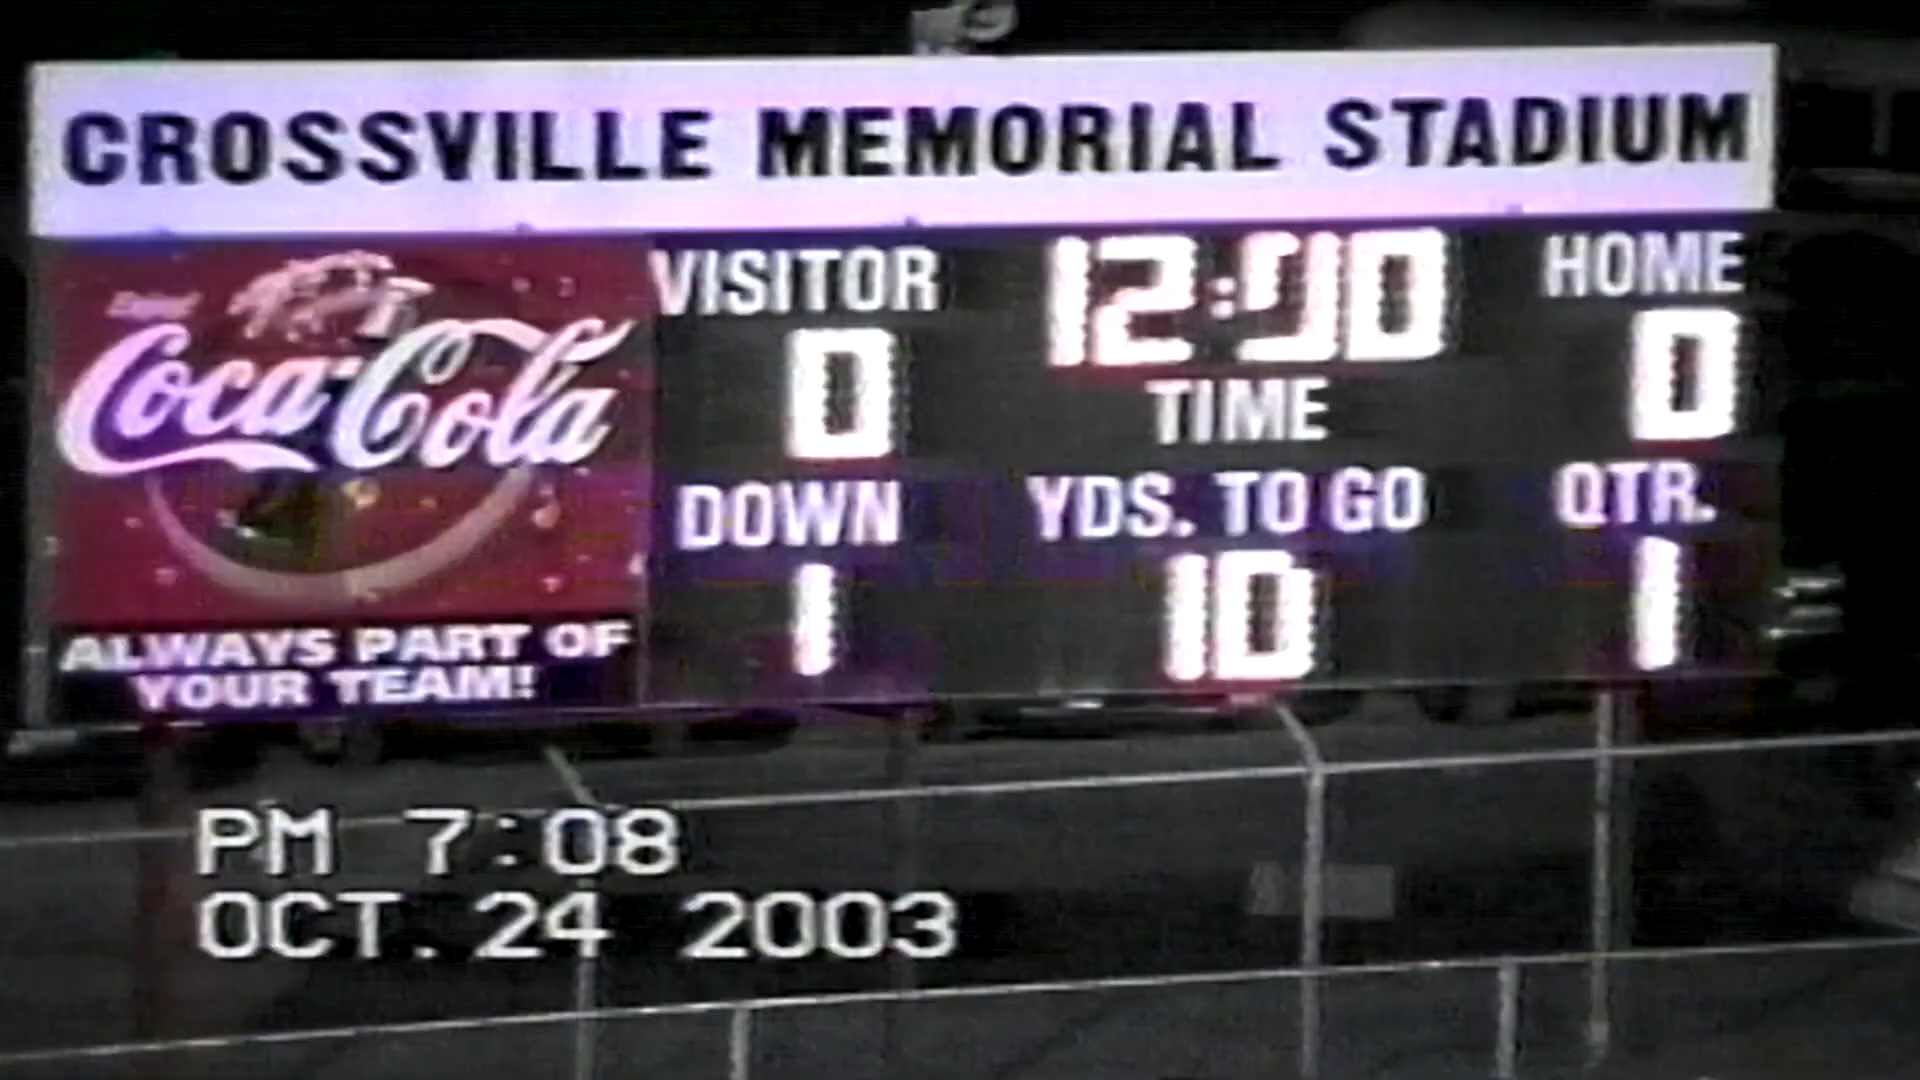 CROSSVILLE MEMORIAL STADIUM
Enjoy
Coca-Cola
ALWAYS PART OF
YOUR TEAM!
VISITOR
0
12:00
TIME
HOME
0
DOWN
1
YDS. TO GO
10
QTR.
1
PM 7:08
OCT. 24 2003